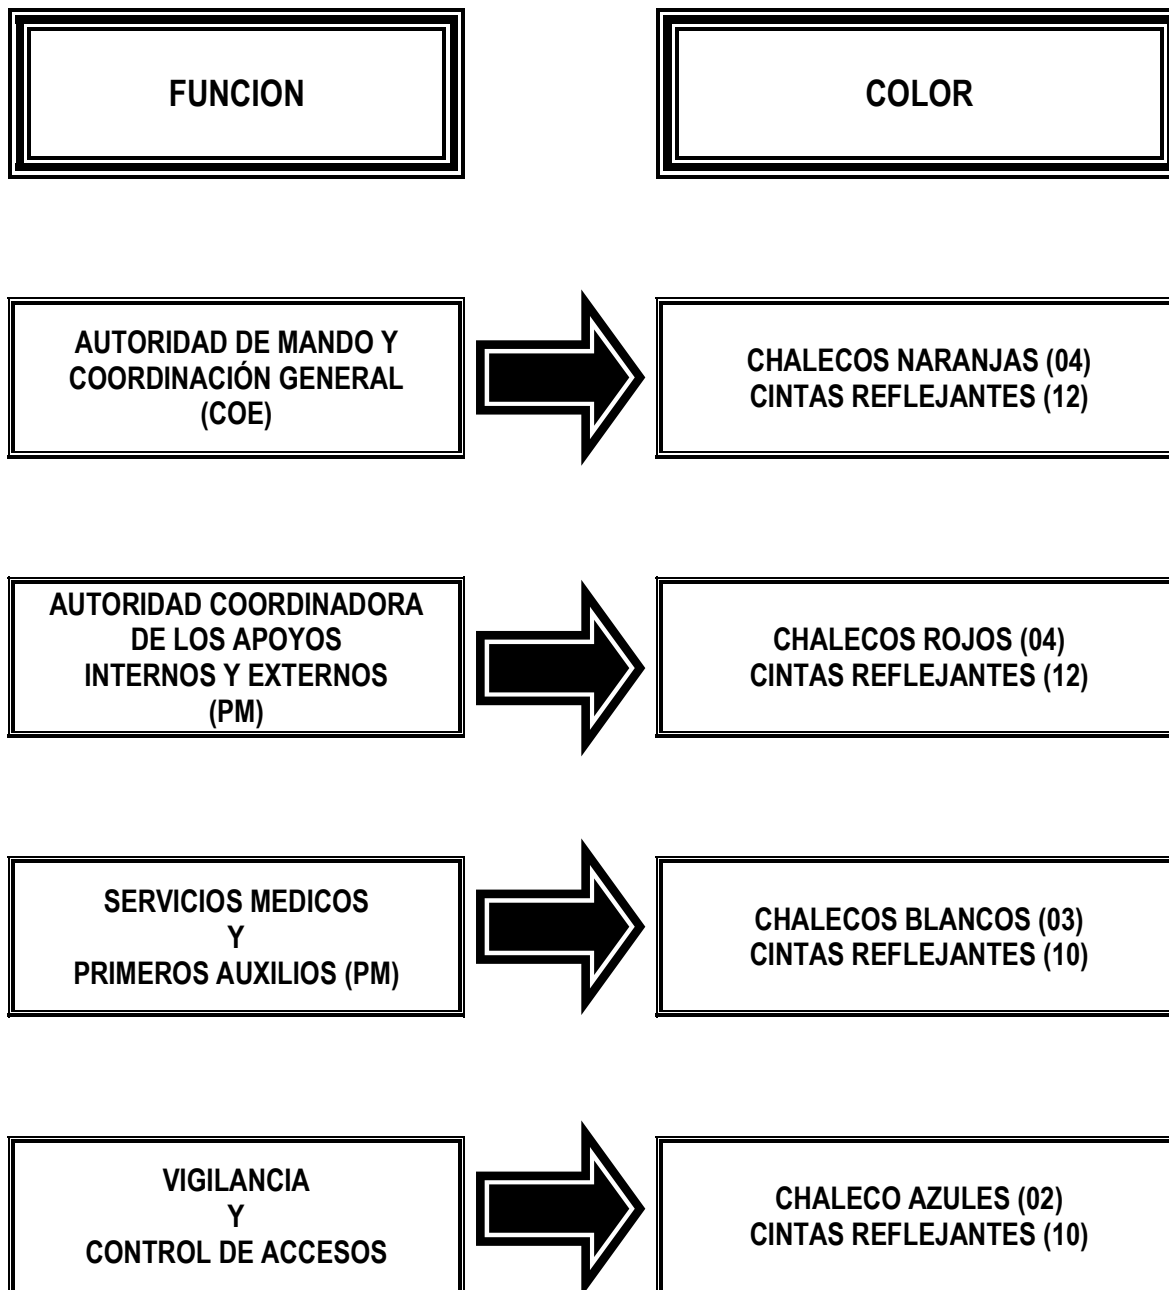 FUNCION
COLOR
AUTORIDAD DE MANDO Y
COORDINACIÓN GENERAL
(COE)
CHALECOS NARANJAS (04)
CINTAS REFLEJANTES (12)
AUTORIDAD COORDINADORA
DE LOS APOYOS
INTERNOS Y EXTERNOS
(PM)
CHALECOS ROJOS (04)
CINTAS REFLEJANTES (12)
SERVICIOS MEDICOS
Y
PRIMEROS AUXILIOS (PM)
CHALECOS BLANCOS (03)
CINTAS REFLEJANTES (10)
VIGILANCIA
Y
CONTROL DE ACCESOS
CHALECO AZULES (02)
CINTAS REFLEJANTES (10)